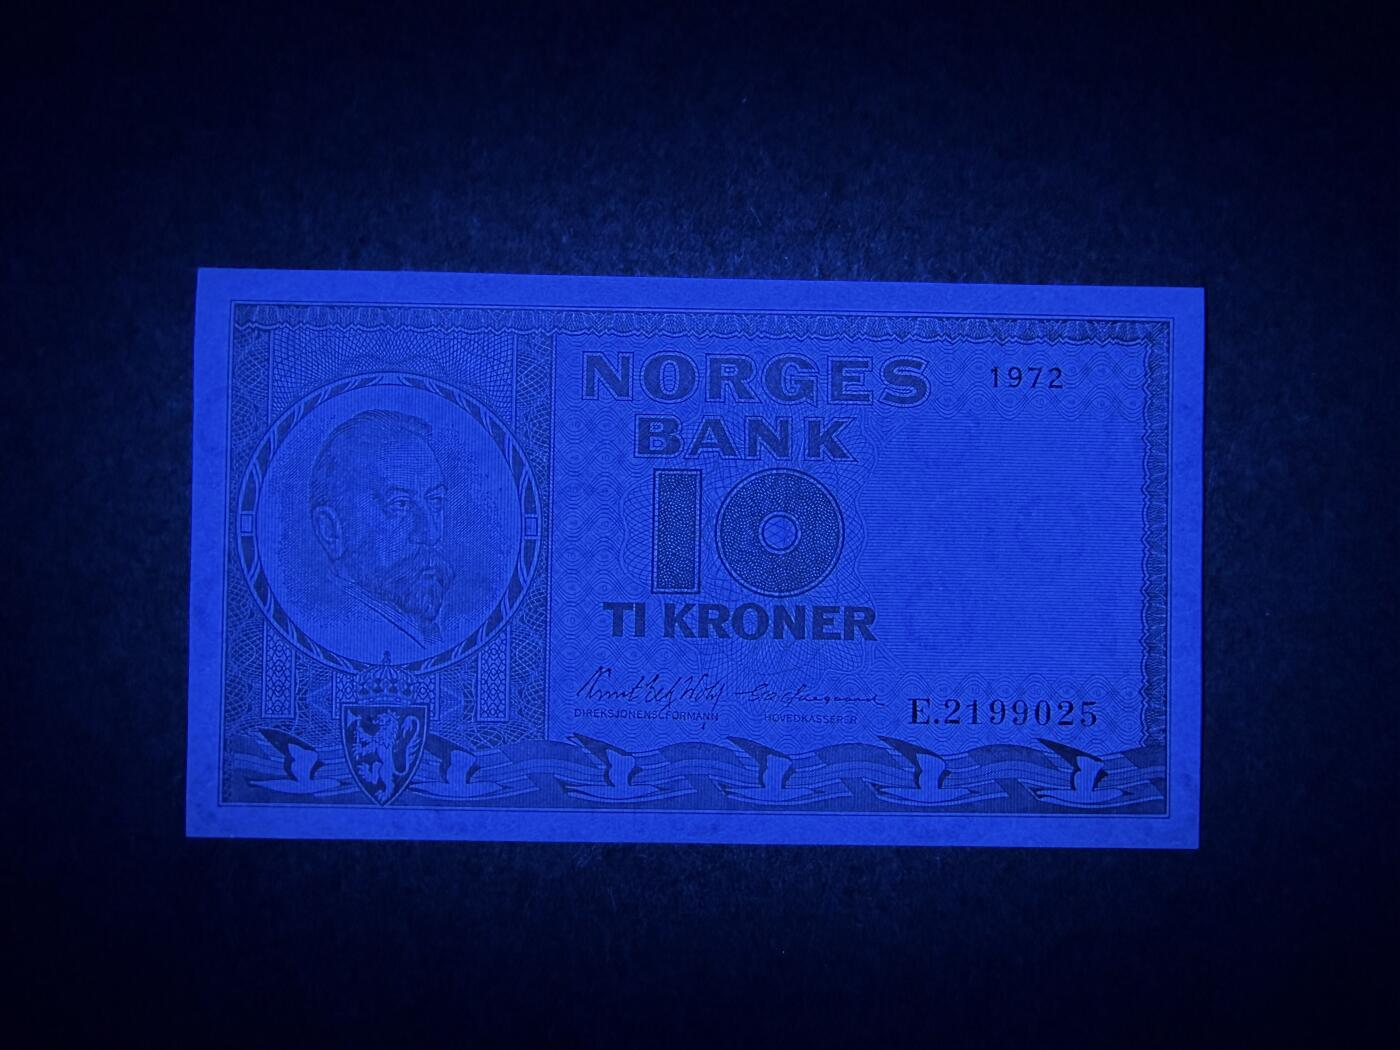 NORGES
1972
BANK
10
TI KRONER
DIREKSJONENS FORMANN
HOVEDKASSERER
E.2199025